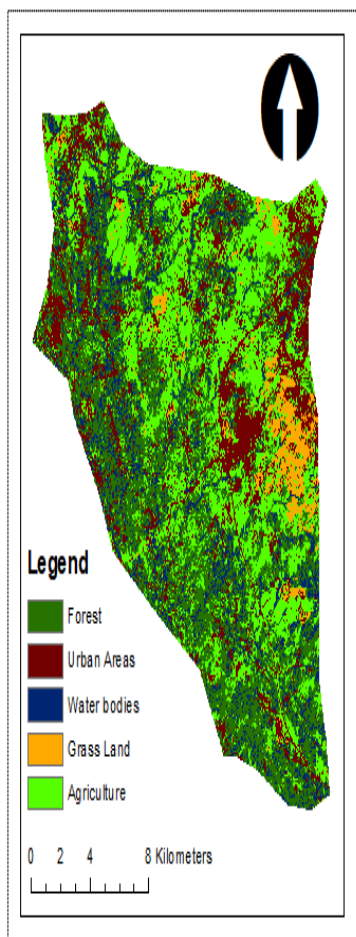 Legend
Forest
Urban Areas
Water bodies
Grass Land
Agriculture
0 2 4 8 Kilometers